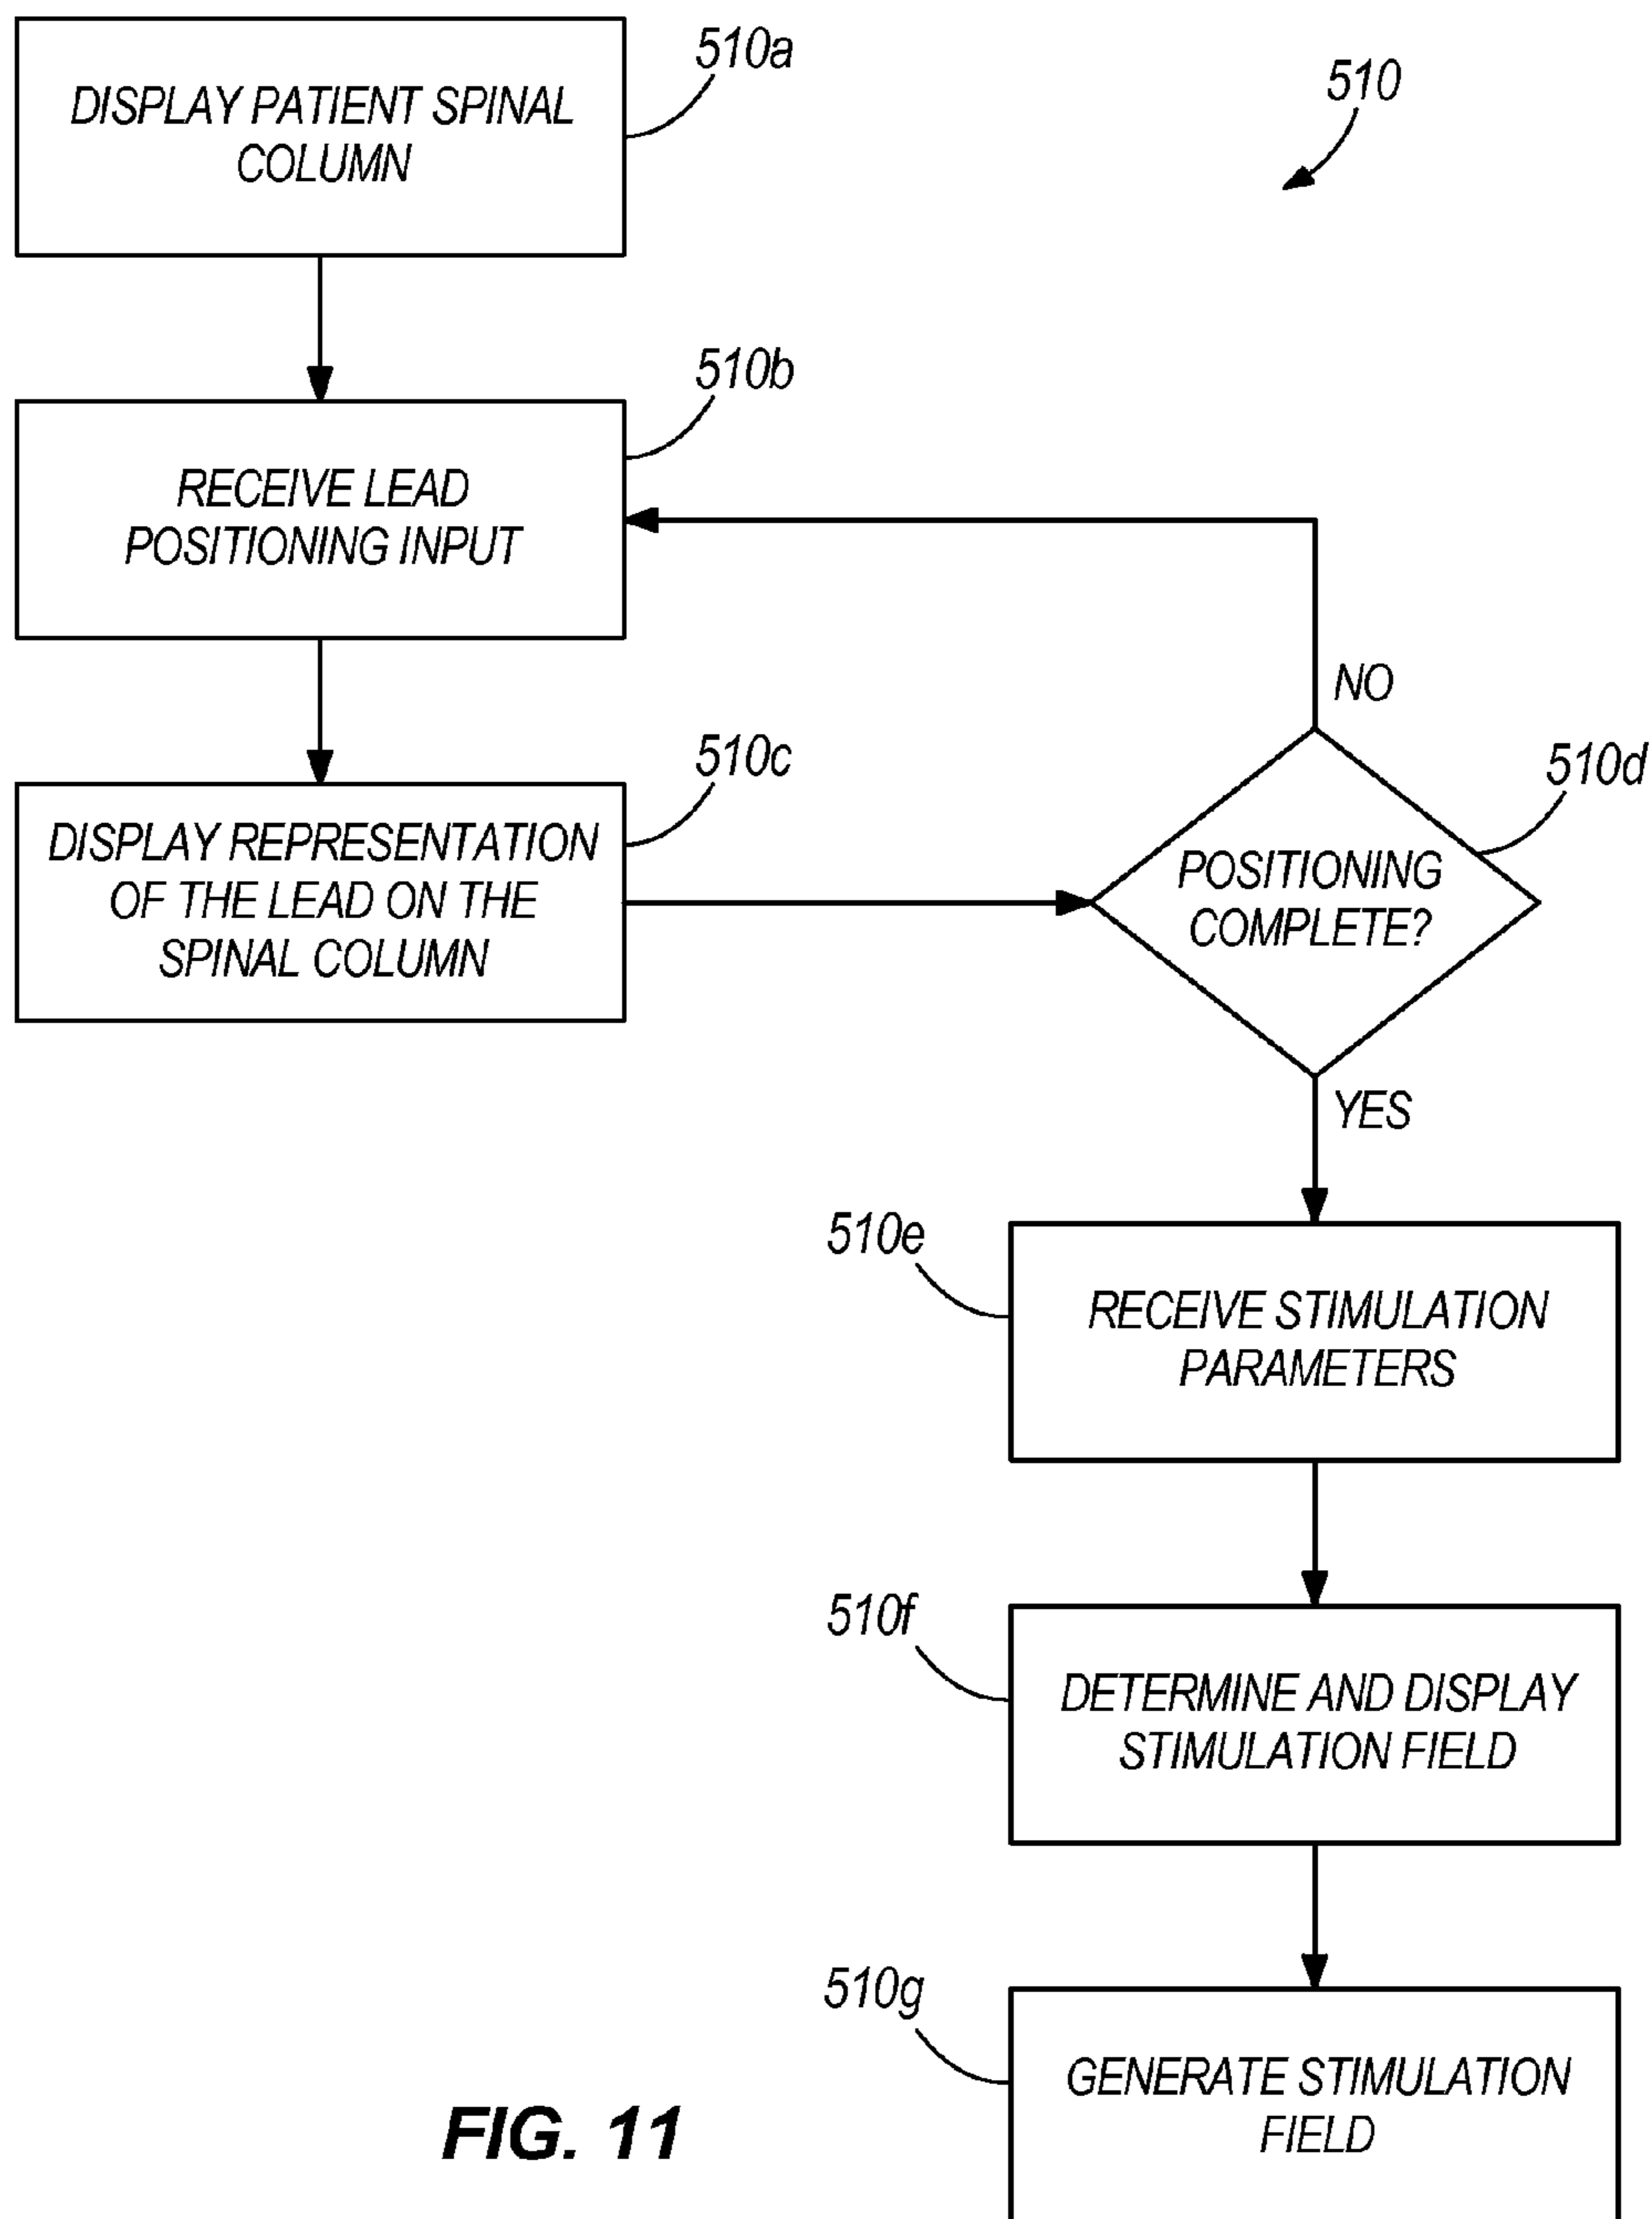 510a
510
DISPLAY PATIENT SPINAL
COLUMN
510b
RECEIVE LEAD
POSITIONING INPUT
NO
510c
510d
DISPLAY REPRESENTATION
OF THE LEAD ON THE
SPINAL COLUMN
POSITIONING
COMPLETE?
YES
510e
RECEIVE STIMULATION
PARAMETERS
510f
DETERMINE AND DISPLAY
STIMULATION FIELD
510g
GENERATE STIMULATION
FIELD
FIG. 11